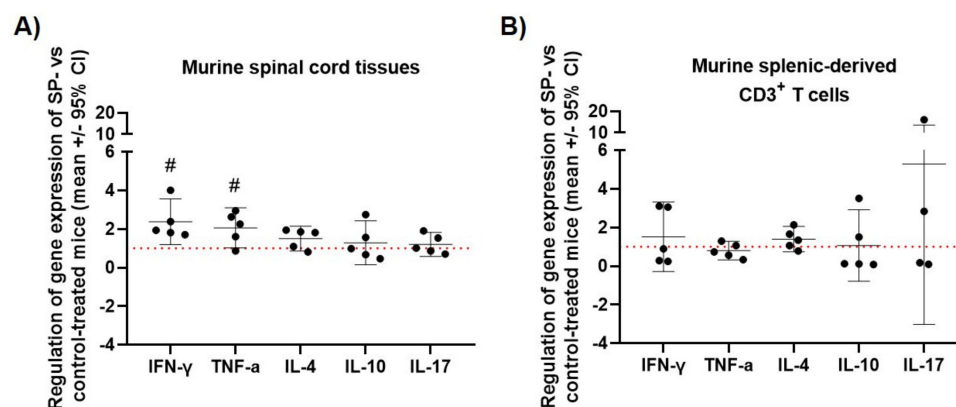 A)
Regulation of gene expression of SP- vs
control-treated mice (mean +/- 95% CI)
Murine spinal cord tissues
20
10
6
4
2
0
-2
-4
#
#
IFN-γ TNF-a IL-4 IL-10 IL-17
B)
Regulation of gene expression of SP- vs
control-treated mice (mean +/- 95% CI)
Murine splenic-derived
CD3+ T cells
20
10
6
4
2
0
-2
-4
IFN-γ TNF-a IL-4 IL-10 IL-17